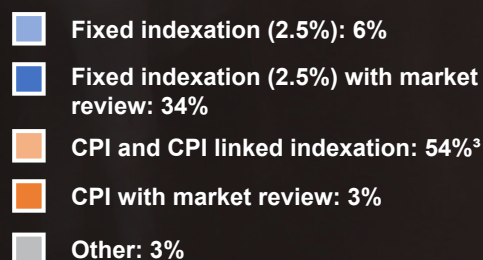 Fixed indexation (2.5%): 6%
Fixed indexation (2.5%) with market
review: 34%
CPI and CPI linked indexation: 54%³
CPI with market review: 3%
Other: 3%